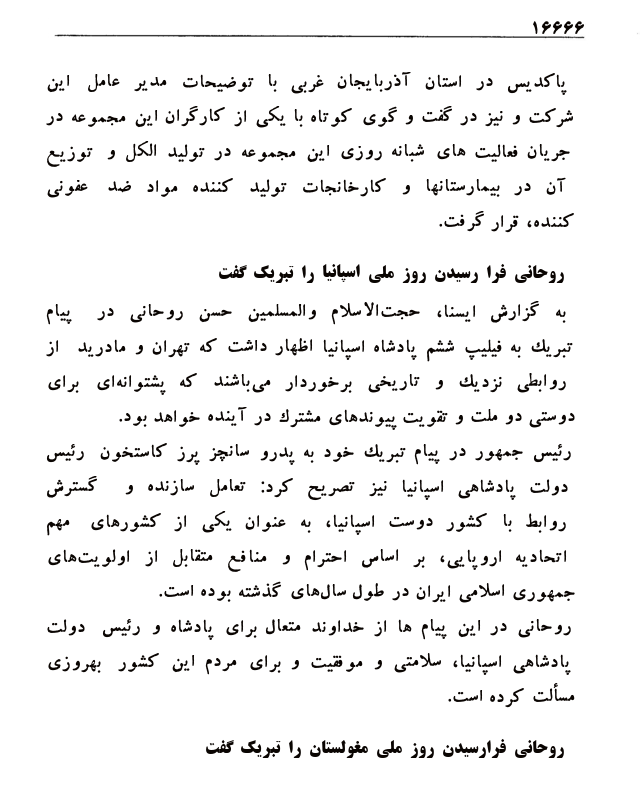 ۱۶۶۶۶
پاکدیس در استان آذربایجان غربی با توضیحات مدیر عامل این
شرکت و نیز در گفت و گوی کوتاه با یکی از کارگران این مجموعه در
جریان فعالیت های شبانه روزی این مجموعه در تولید الکل و توزیع
آن در بیمارستانها و کارخانجات تولید کننده مواد ضد عفونی
کننده، قرار گرفت.
روحانی فرا رسیدن روز ملی اسپانیا را تبریک گفت
به گزارش ایسنا، حجت‌الاسلام والمسلمین حسن روحانی در پیام
تبریك به فیلیپ ششم پادشاه اسپانیا اظهار داشت که تهران و مادرید از
روابطی نزدیك و تاریخی برخوردار می‌باشند که پشتوانه‌ای برای
دوستی دو ملت و تقویت پیوندهای مشترك در آینده خواهد بود.
رئیس جمهور در پیام تبریك خود به پدرو سانچز پرز کاستخون رئیس
دولت پادشاهی اسپانیا نیز تصریح کرد: تعامل سازنده و گسترش
روابط با کشور دوست اسپانیا، به عنوان یکی از کشورهای مهم
اتحادیه اروپایی، بر اساس احترام و منافع متقابل از اولویت‌های
جمهوری اسلامی ایران در طول سال‌های گذشته بوده است.
روحانی در این پیام ها از خداوند متعال برای پادشاه و رئیس دولت
پادشاهی اسپانیا، سلامتی و موفقیت و برای مردم این کشور بهروزی
مسألت کرده است.
روحانی فرارسیدن روز ملی مغولستان را تبریک گفت